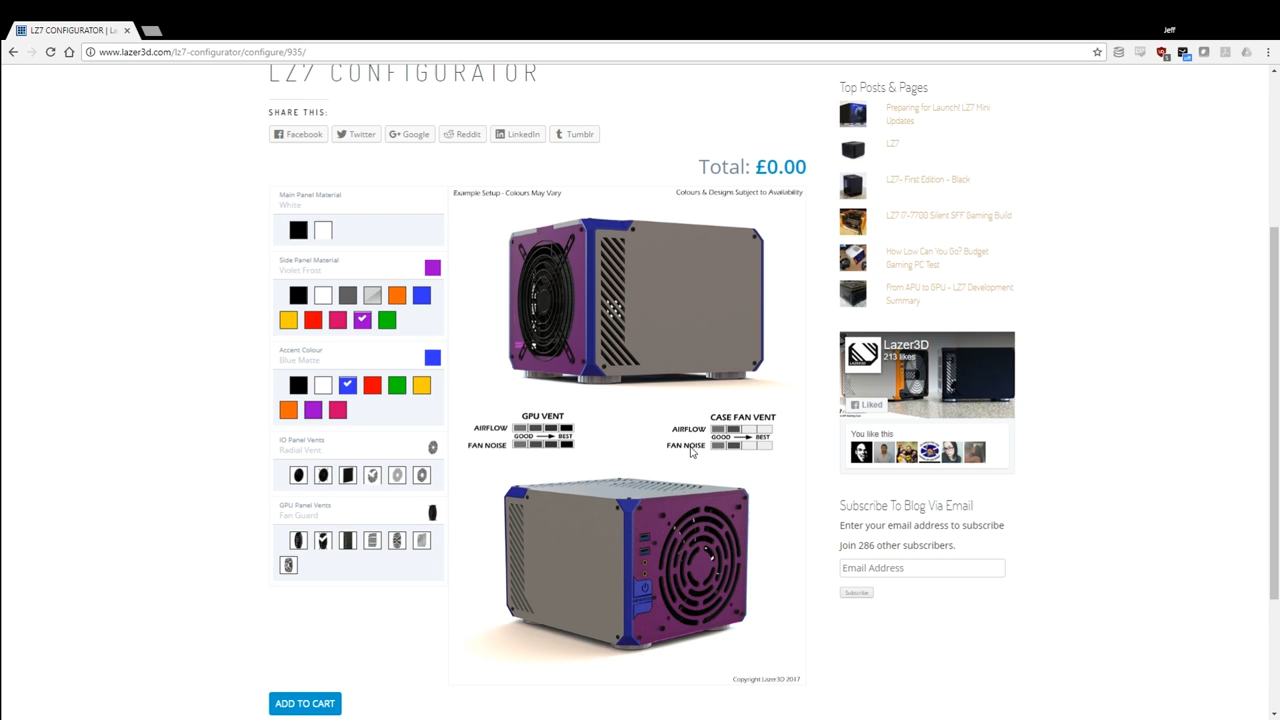 LZ7 CONFIGURATOR | L
Jeff
www.lazer3d.com/lz7-configurator/configure/935/
LZ7 CONFIGURATOR
SHARE THIS:
Facebook
Twitter
Google
Reddit
LinkedIn
Tumblr
Total: £0.00
Main Panel Material
White
Side Panel Material
Violet Frost
Accent Colour
Blue Matte
IO Panel Vents
Radial Vent
GPU Panel Vents
Fan Guard
Example Setup - Colours May Vary
Colours & Designs Subject to Availability
GPU VENT
AIRFLOW
GOOD BEST
FAN NOISE
CASE FAN VENT
AIRFLOW
GOOD BEST
FAN NOISE
Copyright Lazer3D 2017
ADD TO CART
Top Posts & Pages
Preparing for Launch! LZ7 Mini
Updates
LZ7
LZ7- First Edition - Black
LZ7 i7-7700 Silent SFF Gaming Build
How Low Can You Go? Budget
Gaming PC Test
From APU to GPU - LZ7 Development
Summary
Lazer3D
213 likes
Liked
You like this
Subscribe To Blog Via Email
Enter your email address to subscribe
Join 286 other subscribers.
Email Address
Subscribe